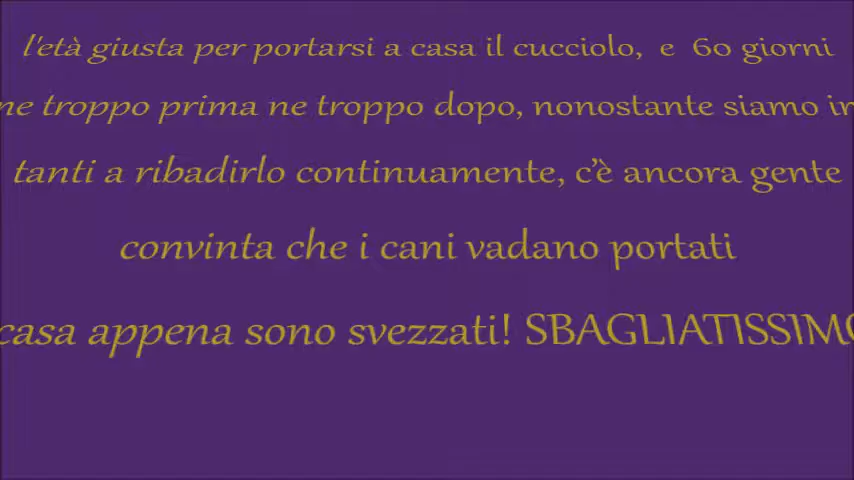 l'età giusta per portarsi a casa il cucciolo, e 60 giorni
ne troppo prima ne troppo dopo, nonostante siamo in
tanti a ribadirlo continuamente, c'è ancora gente
convinta che i cani vadano portati
casa appena sono svezzati! SBAGLIATISSIMO